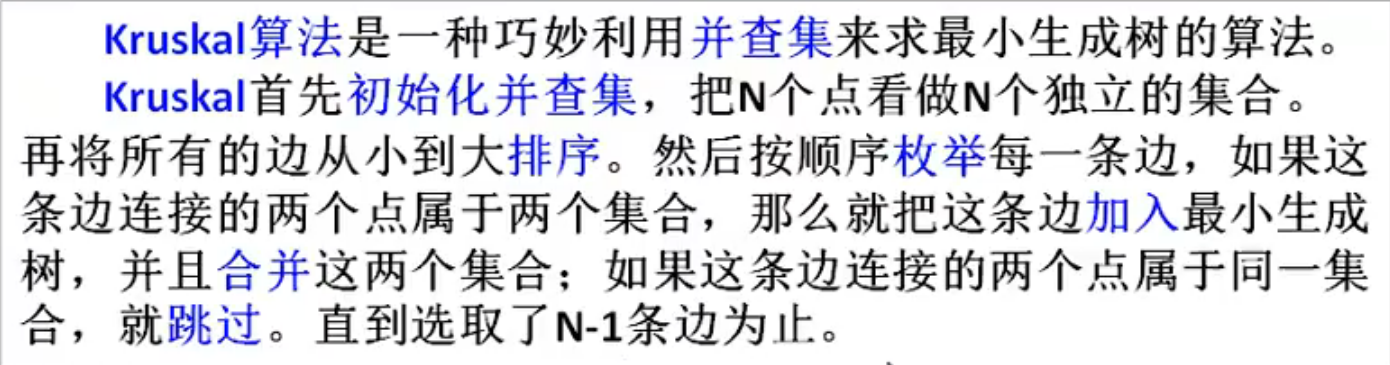 Kruskal算法是一种巧妙利用并查集来求最小生成树的算法。
Kruskal首先初始化并查集，把N个点看做N个独立的集合。
再将所有的边从小到大排序。然后按顺序枚举每一条边，如果这
条边连接的两个点属于两个集合，那么就把这条边加入最小生成
树，并且合并这两个集合；如果这条边连接的两个点属于同一集
合，就跳过。直到选取了N-1条边为止。